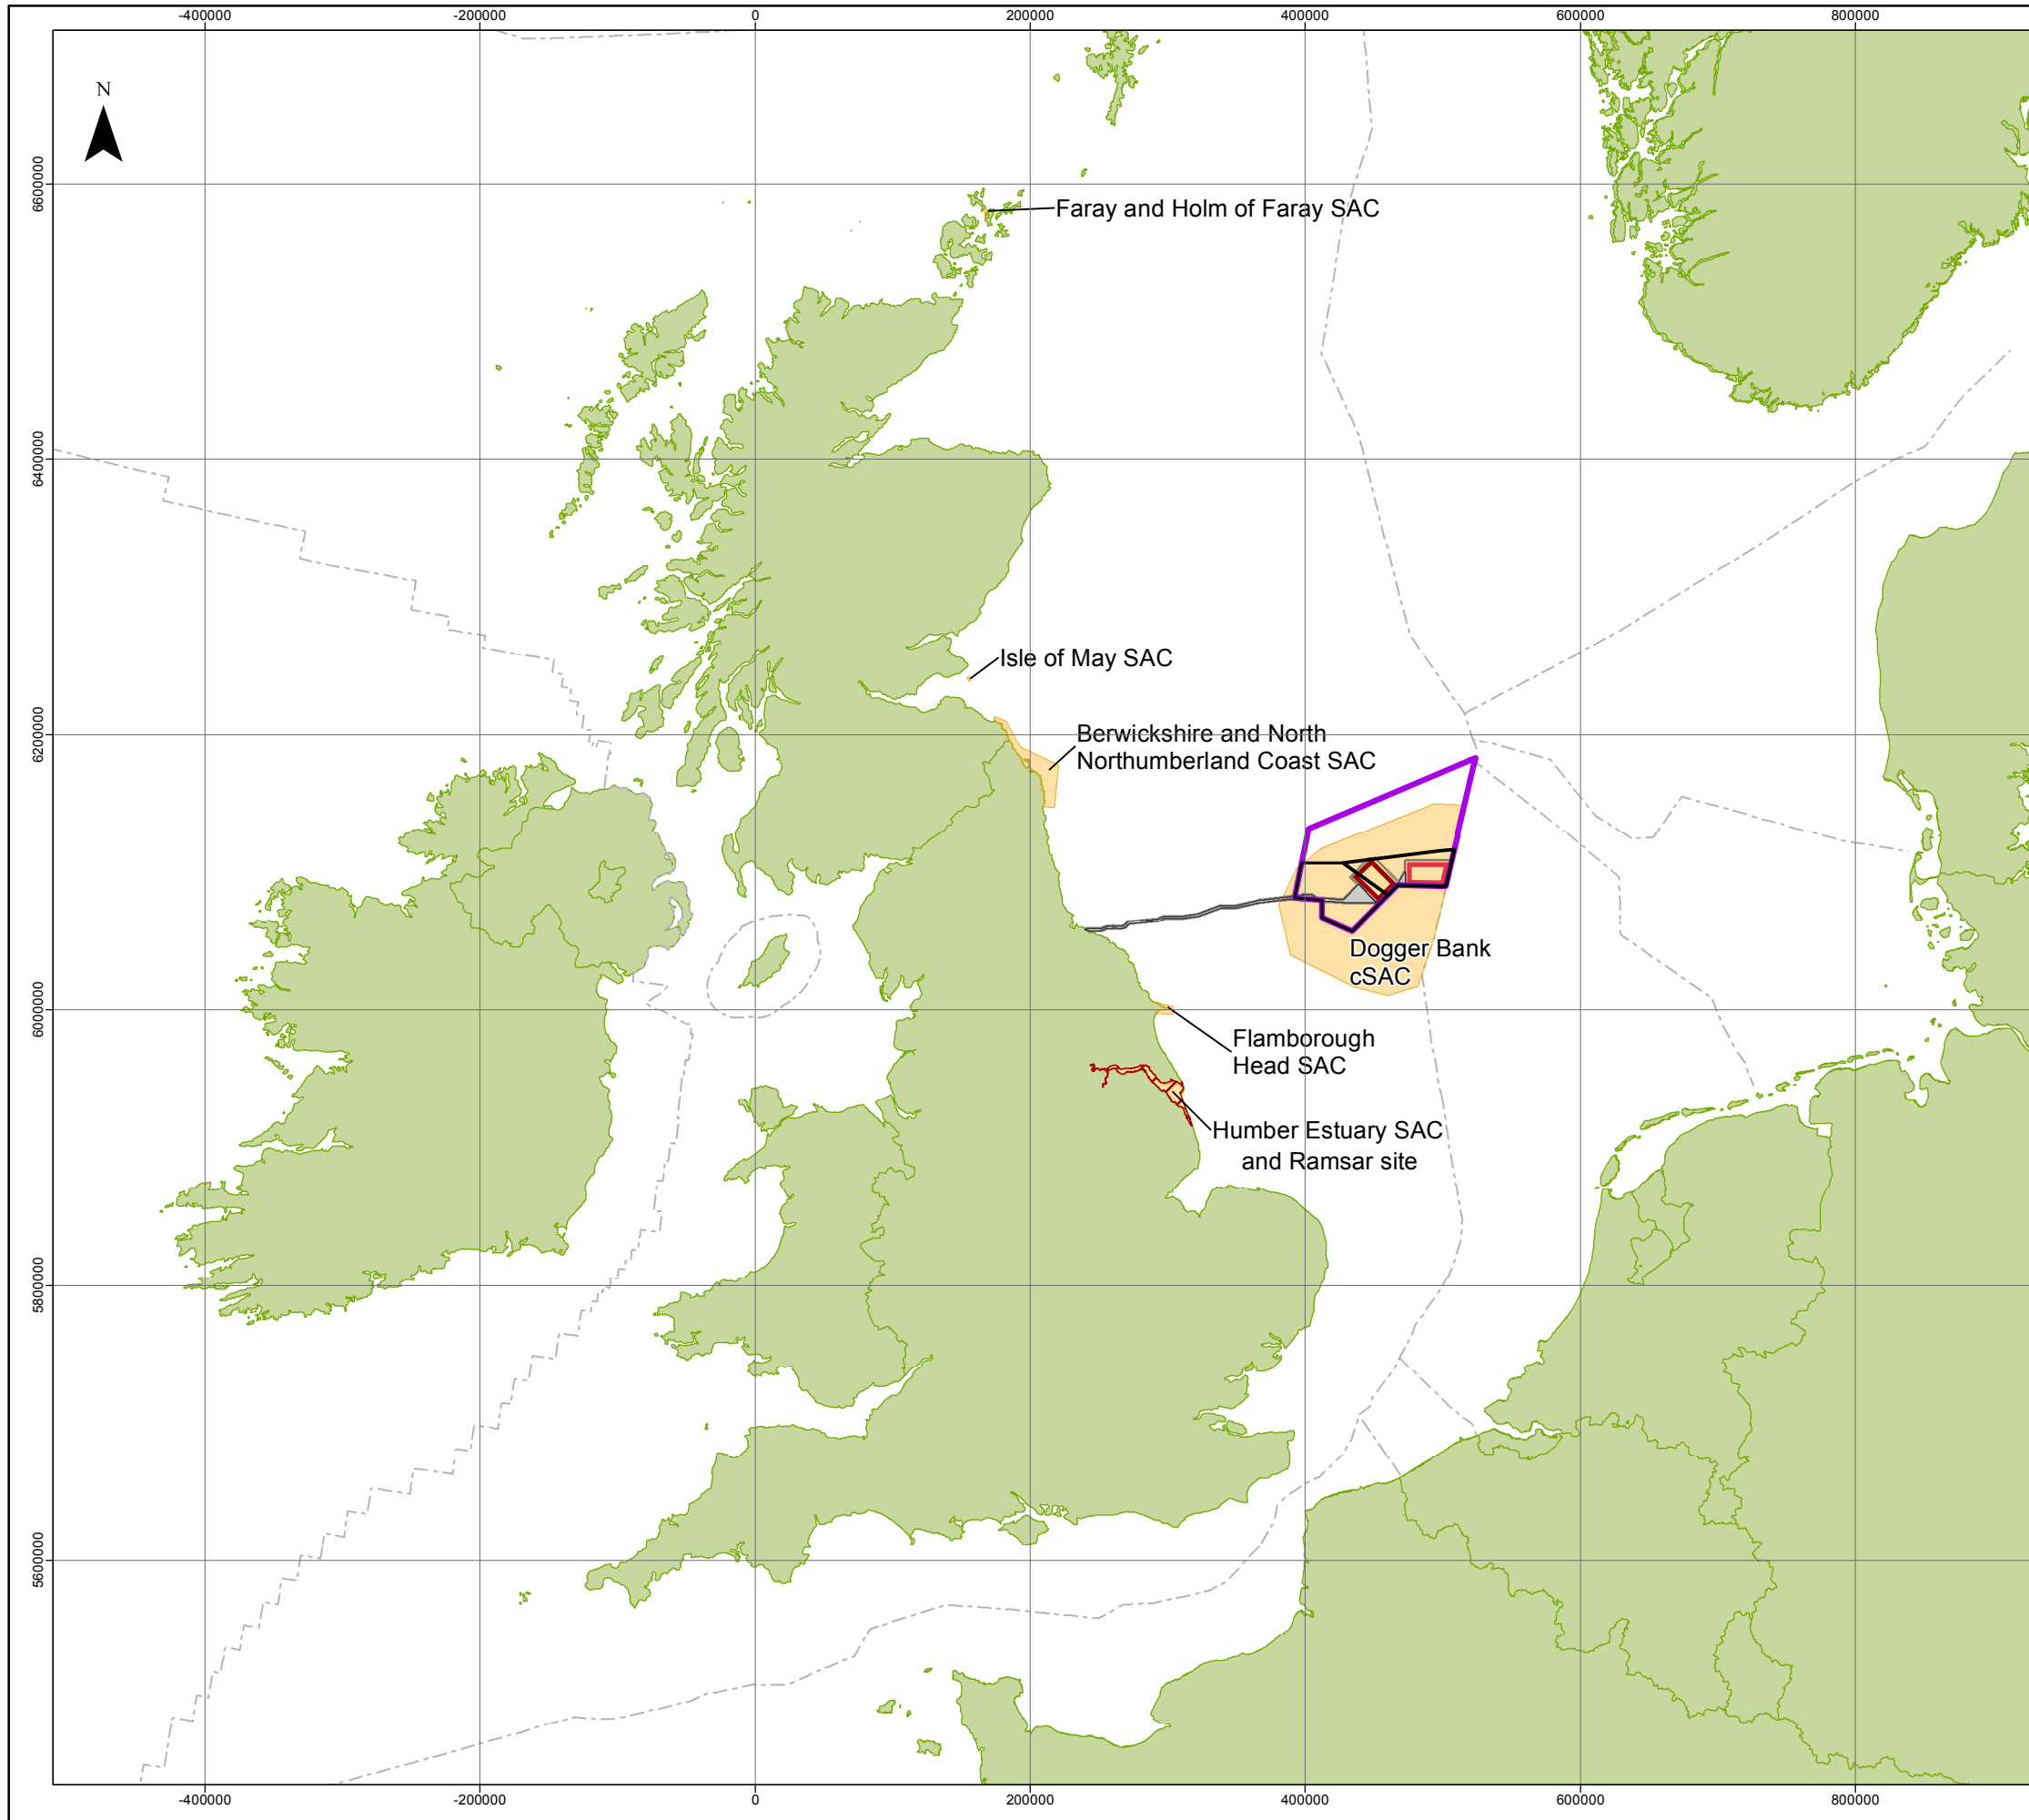 -400000 -200000 0 200000 400000 600000 800000
N
6600000
6400000
6200000
6000000
5800000
5600000
Faray and Holm of Faray SAC
Isle of May SAC
Berwickshire and North
Northumberland Coast SAC
Dogger Bank
cSAC
Flamborough
Head SAC
Humber Estuary SAC
and Ramsar site
-400000 -200000 0 200000 400000 600000 800000